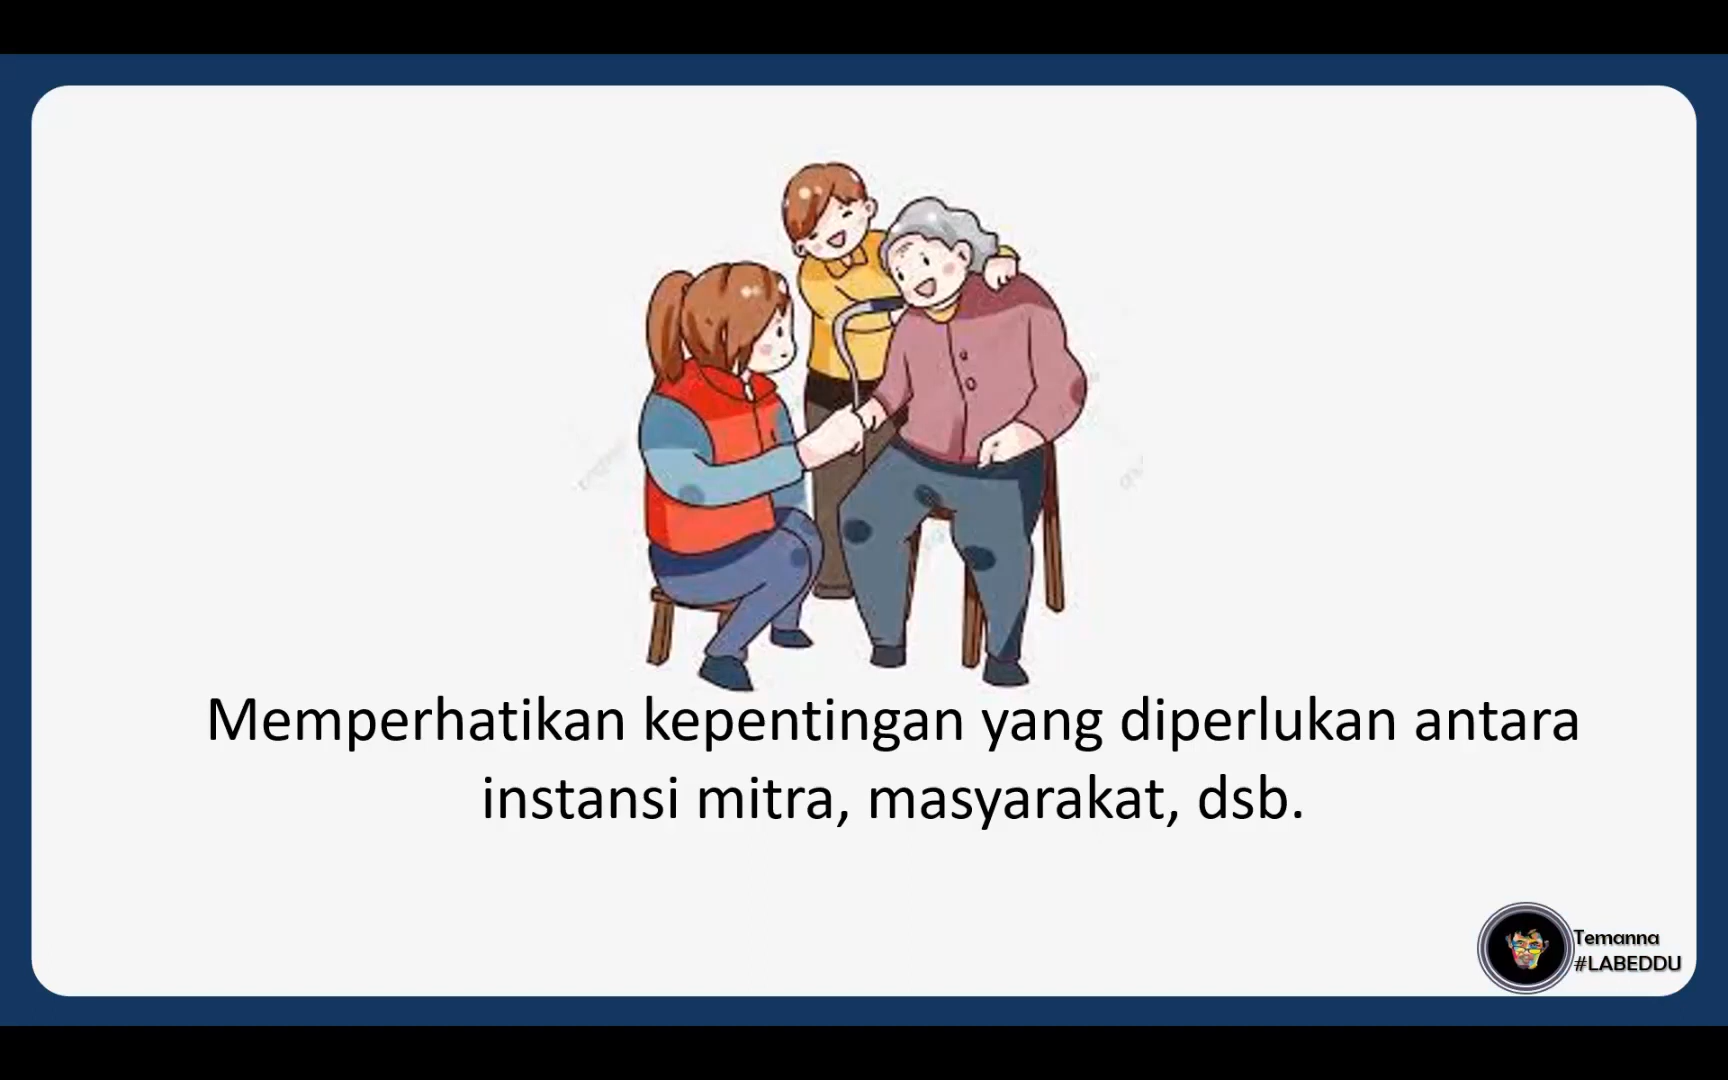 Memperhatikan kepentingan yang diperlukan antara
instansi mitra, masyarakat, dsb.
Temanna
#LABEDDU